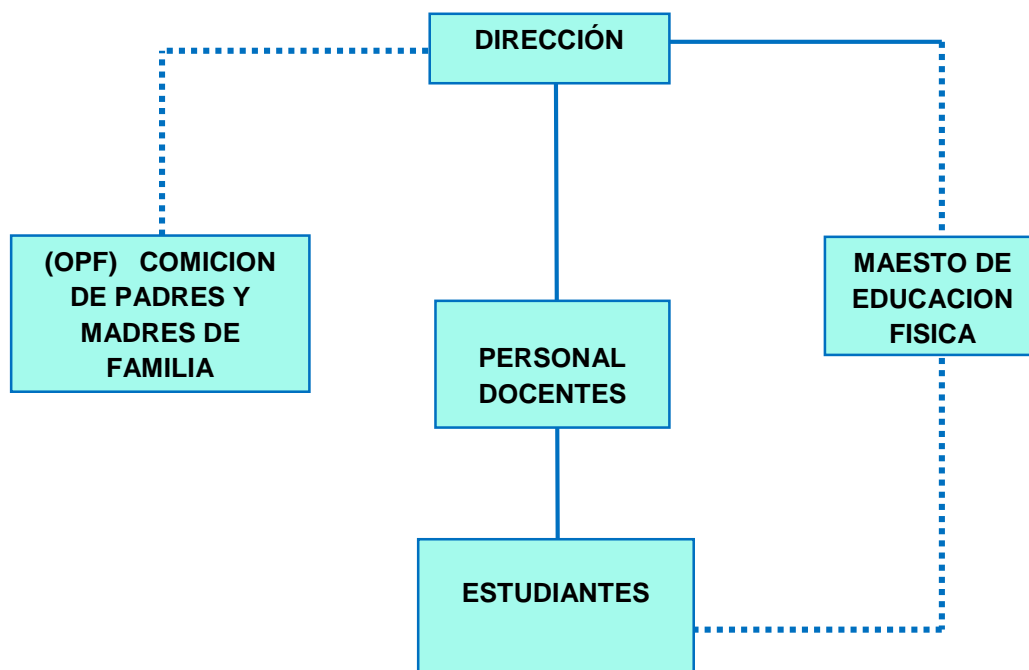 DIRECCIÓN
(OPF) COMICION
DE PADRES Y
MADRES DE
FAMILIA
MAESTO DE
EDUCACION
FISICA
PERSONAL
DOCENTES
ESTUDIANTES